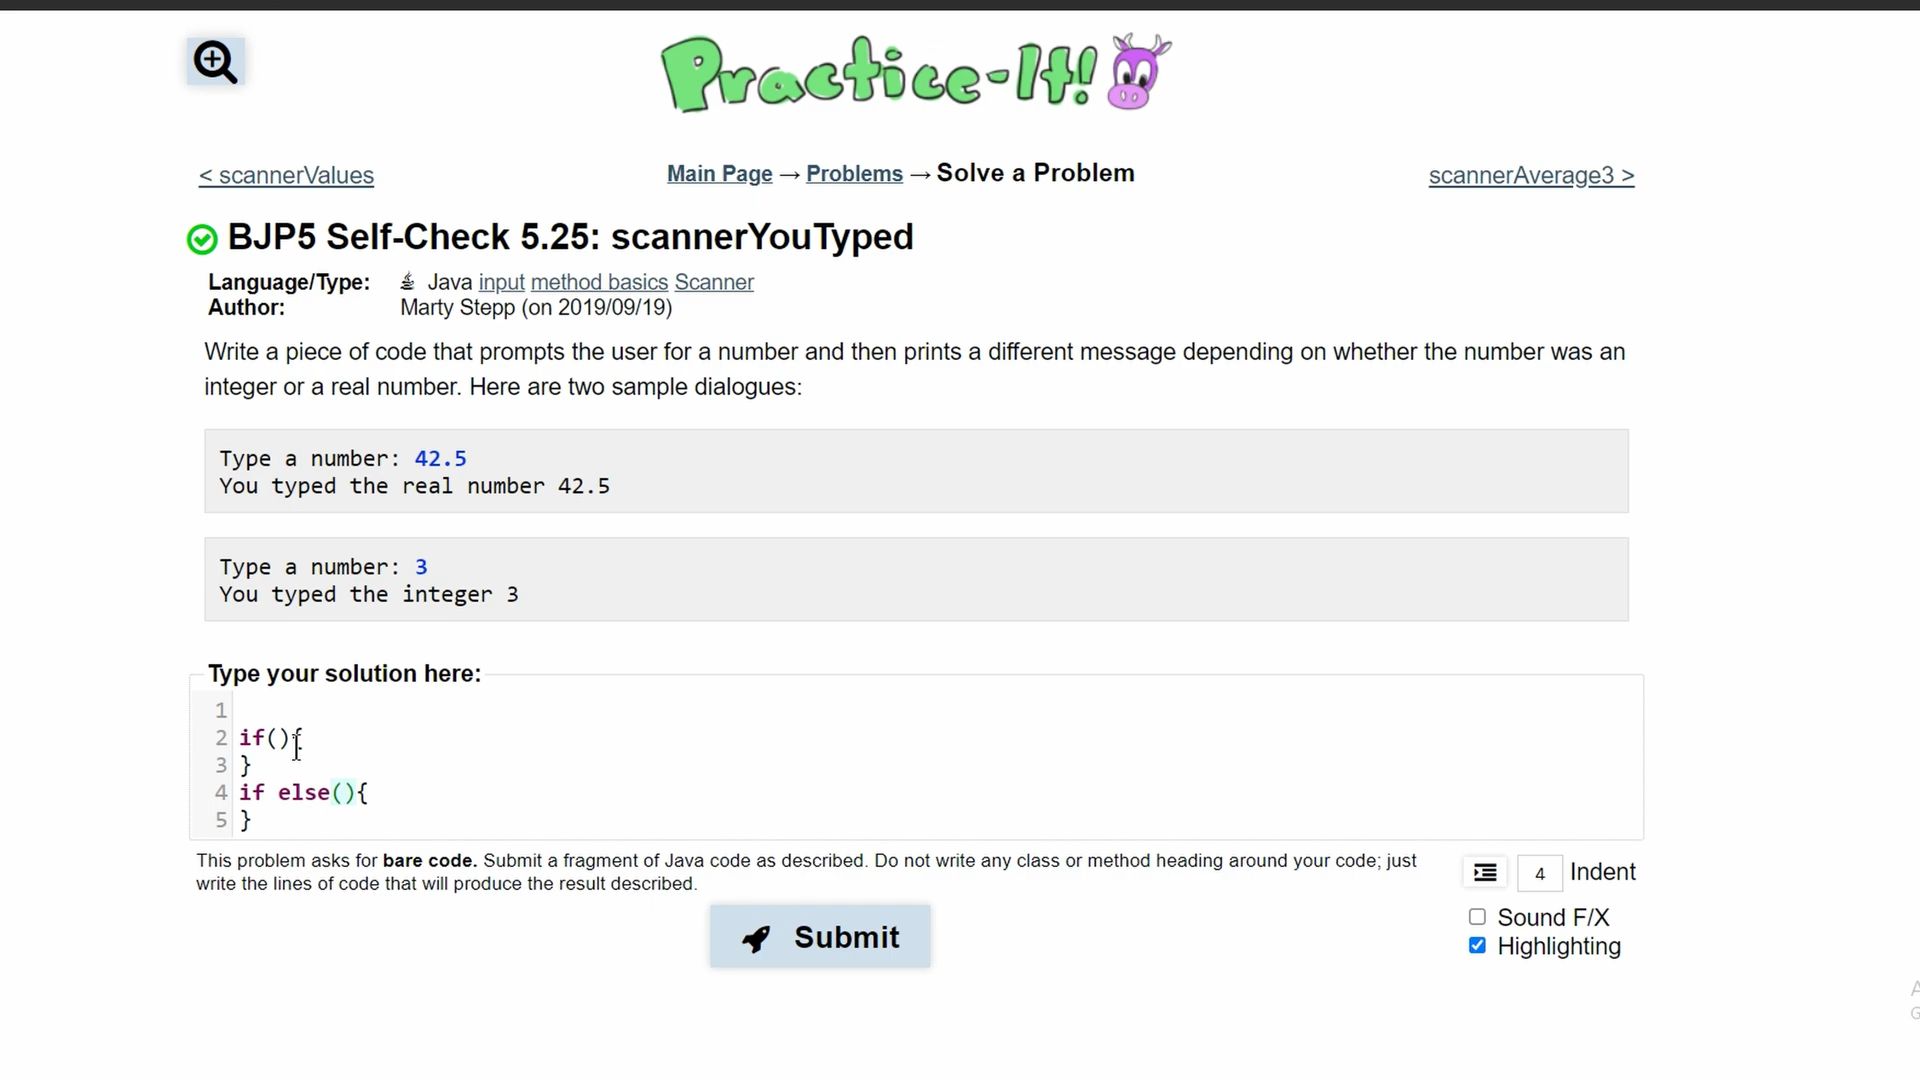 Practice-It!
< scannerValues
Main Page → Problems → Solve a Problem
scannerAverage3 >
BJP5 Self-Check 5.25: scannerYouTyped
Language/Type: Java input method basics Scanner
Author: Marty Stepp (on 2019/09/19)
Write a piece of code that prompts the user for a number and then prints a different message depending on whether the number was an
integer or a real number. Here are two sample dialogues:
Type a number: 42.5
You typed the real number 42.5
Type a number: 3
You typed the integer 3
Type your solution here:
1
2 if(){
3 }
4 if else(){
5 }
This problem asks for bare code. Submit a fragment of Java code as described. Do not write any class or method heading around your code; just
write the lines of code that will produce the result described.
4 Indent
Submit
Sound F/X
Highlighting